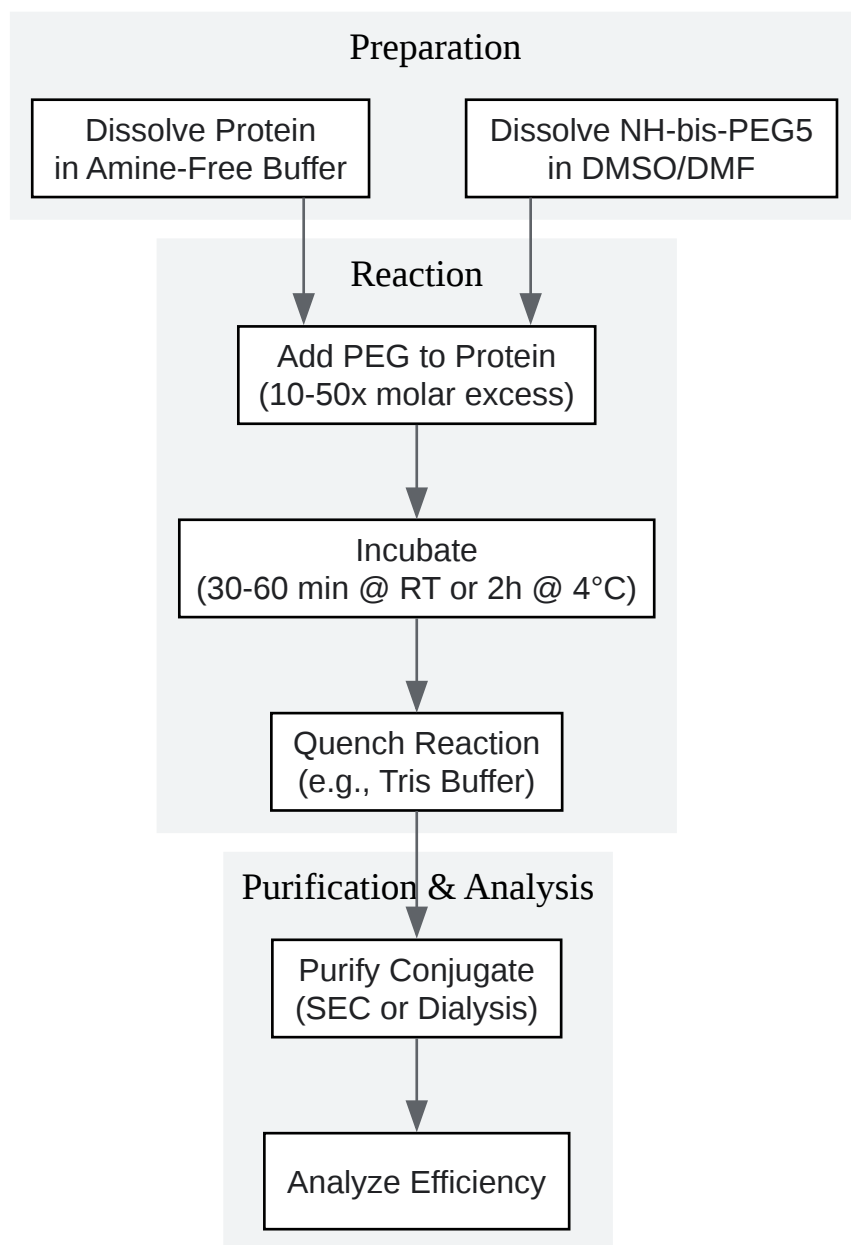 Preparation
Dissolve Protein
in Amine-Free Buffer
Dissolve NH-bis-PEG5
in DMSO/DMF
Reaction
Add PEG to Protein
(10-50x molar excess)
Incubate
(30-60 min @ RT or 2h @ 4°C)
Quench Reaction
(e.g., Tris Buffer)
Purification & Analysis
Purify Conjugate
(SEC or Dialysis)
Analyze Efficiency